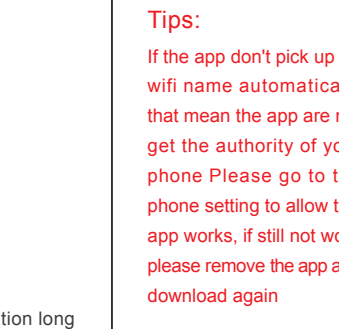 Tips:
If the app don't pick up
wifi name automatica
that mean the app are
get the authority of
phone Please go to
phone setting to allow
app works, if still not
please remove the app
download again
tion long